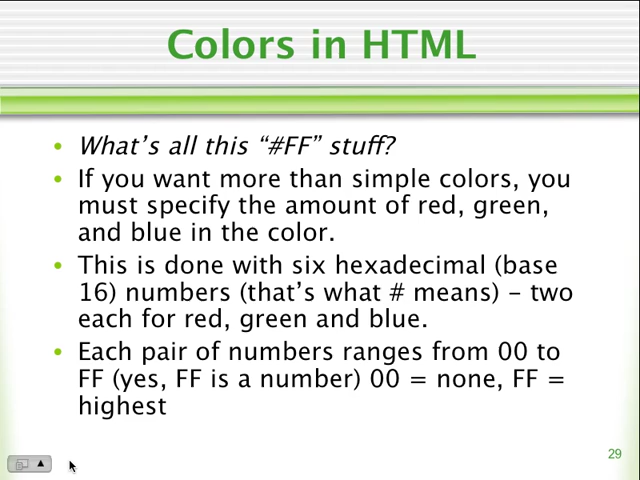 Colors in HTML
• What's all this “#FF” stuff?
• If you want more than simple colors, you
must specify the amount of red, green,
and blue in the color.
• This is done with six hexadecimal (base
16) numbers (that's what # means) – two
each for red, green and blue.
• Each pair of numbers ranges from 00 to
FF (yes, FF is a number) 00 = none, FF =
highest
29